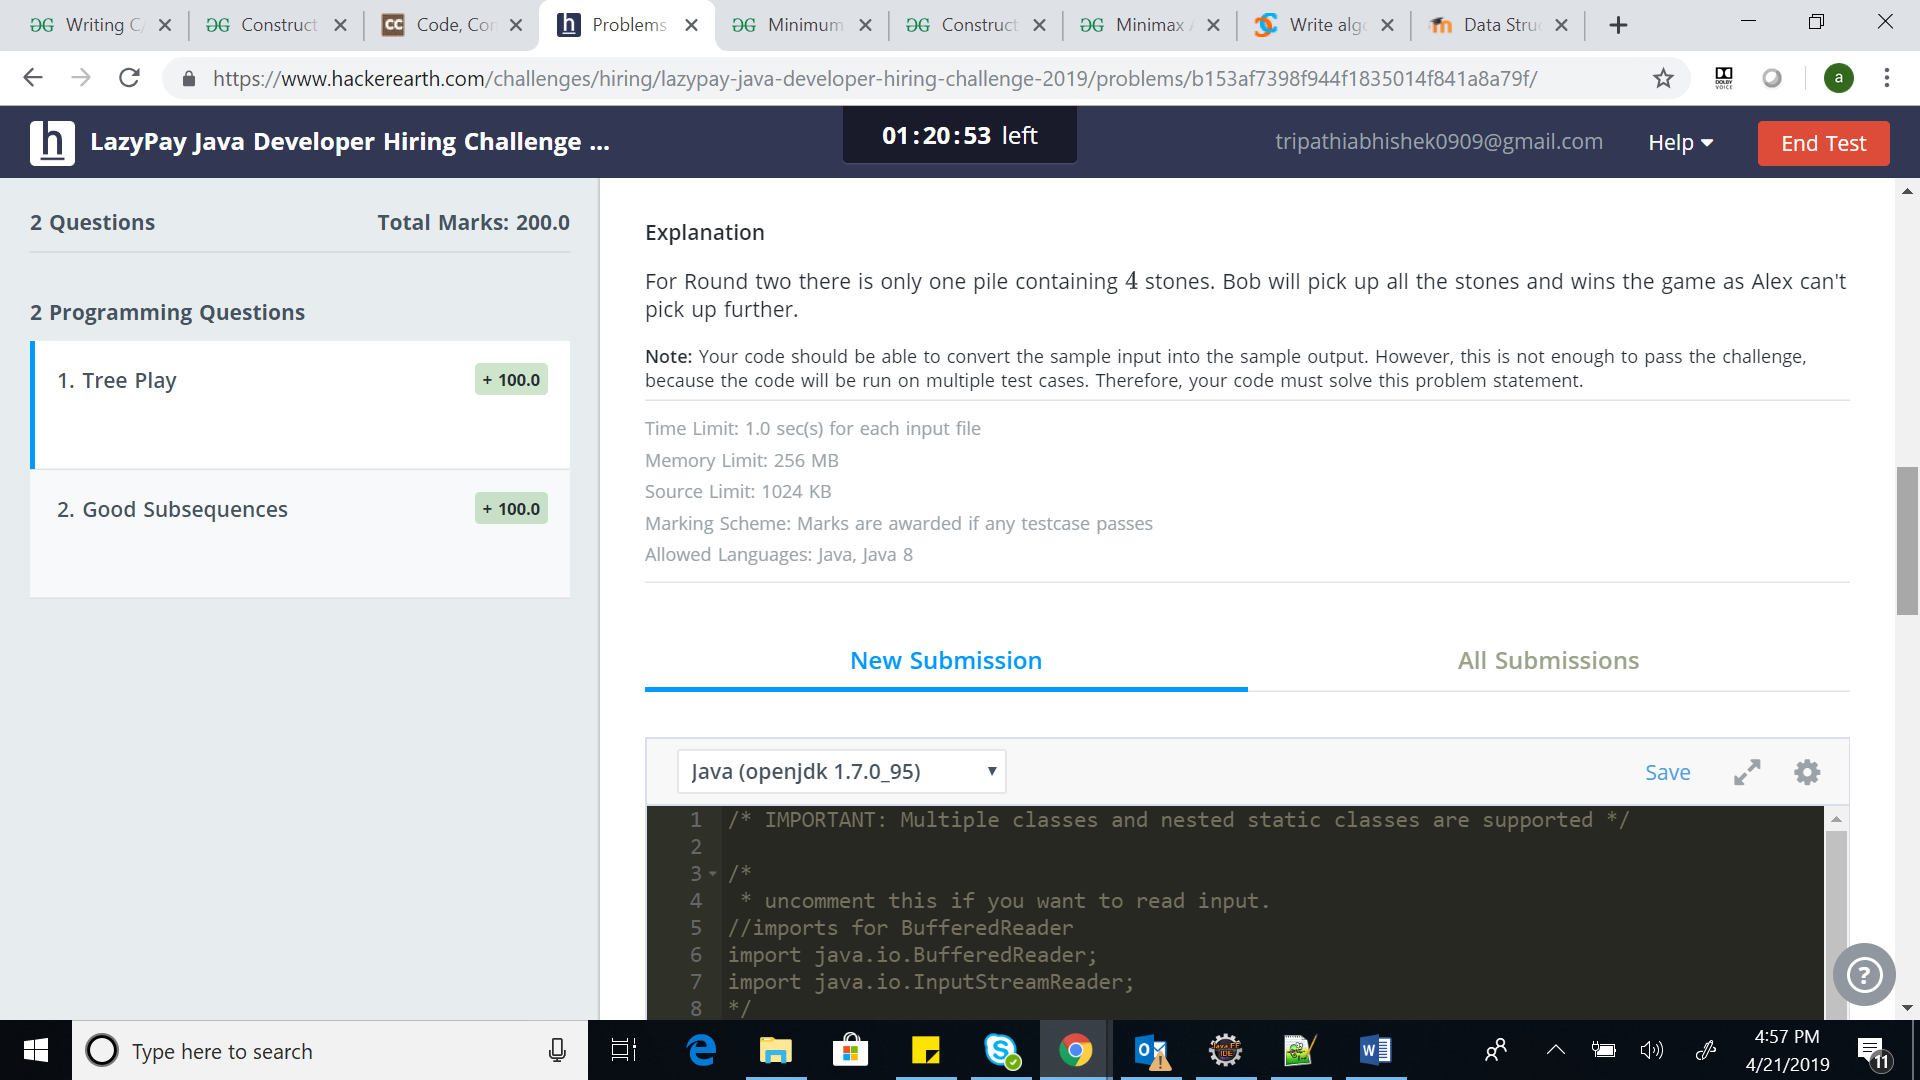 Writing C/
Construct
CC
Code, Con
h
Problems
Minimum
Construct
Minimax A
Write algo
Data Struc
https://www.hackerearth.com/challenges/hiring/lazypay-java-developer-hiring-challenge-2019/problems/b153af7398f944f1835014f841a8a79f/
DOLBY
VOICE
a
h
LazyPay Java Developer Hiring Challenge ...
01:20:53 left
tripathiabhishek0909@gmail.com
Help
End Test
2 Questions
Total Marks: 200.0
2 Programming Questions
1. Tree Play
+ 100.0
2. Good Subsequences
+ 100.0
Explanation
For Round two there is only one pile containing 4 stones. Bob will pick up all the stones and wins the game as Alex can't
pick up further.
Note: Your code should be able to convert the sample input into the sample output. However, this is not enough to pass the challenge,
because the code will be run on multiple test cases. Therefore, your code must solve this problem statement.
Time Limit: 1.0 sec(s) for each input file
Memory Limit: 256 MB
Source Limit: 1024 KB
Marking Scheme: Marks are awarded if any testcase passes
Allowed Languages: Java, Java 8
New Submission
All Submissions
Java (openjdk 1.7.0_95)
Save
1 /* IMPORTANT: Multiple classes and nested static classes are supported */
2
3 /*
4 * uncomment this if you want to read input.
5 //imports for BufferedReader
6 import java.io.BufferedReader;
7 import java.io.InputStreamReader;
8 */
?
Type here to search
Java EE
IDE
4:57 PM
4/21/2019
11